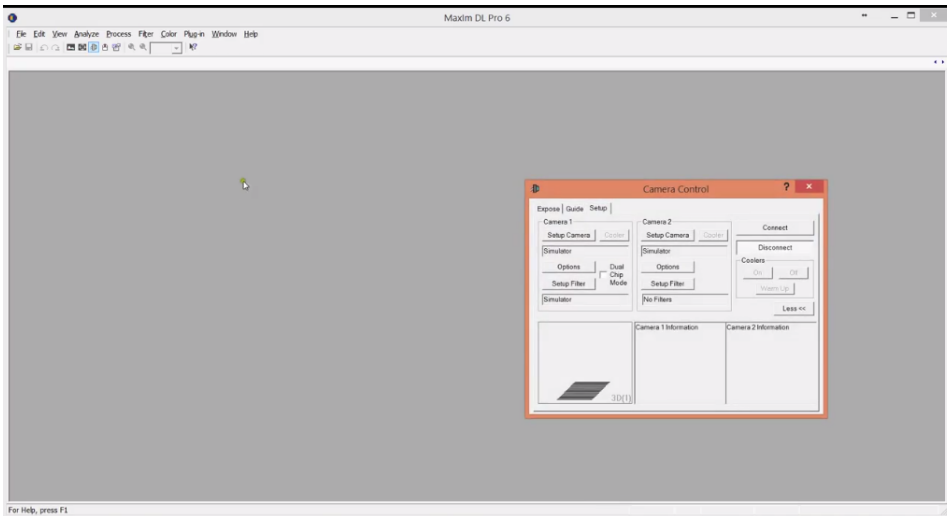 MaxIm DL Pro 6
File Edit View Analyze Process Filter Color Plug-in Window Help
Camera Control
Expose Guide Setup
Camera 1
Setup Camera Cooler
Simulator
Options
Dual Chip Mode
Setup Filter
Simulator
Camera 2
Setup Camera Cooler
Simulator
Options
Setup Filter
No Filters
Connect
Disconnect
Coolers
On Off
Warm Up
Less <<
3D(1)
Camera 1 Information
Camera 2 Information
For Help, press F1